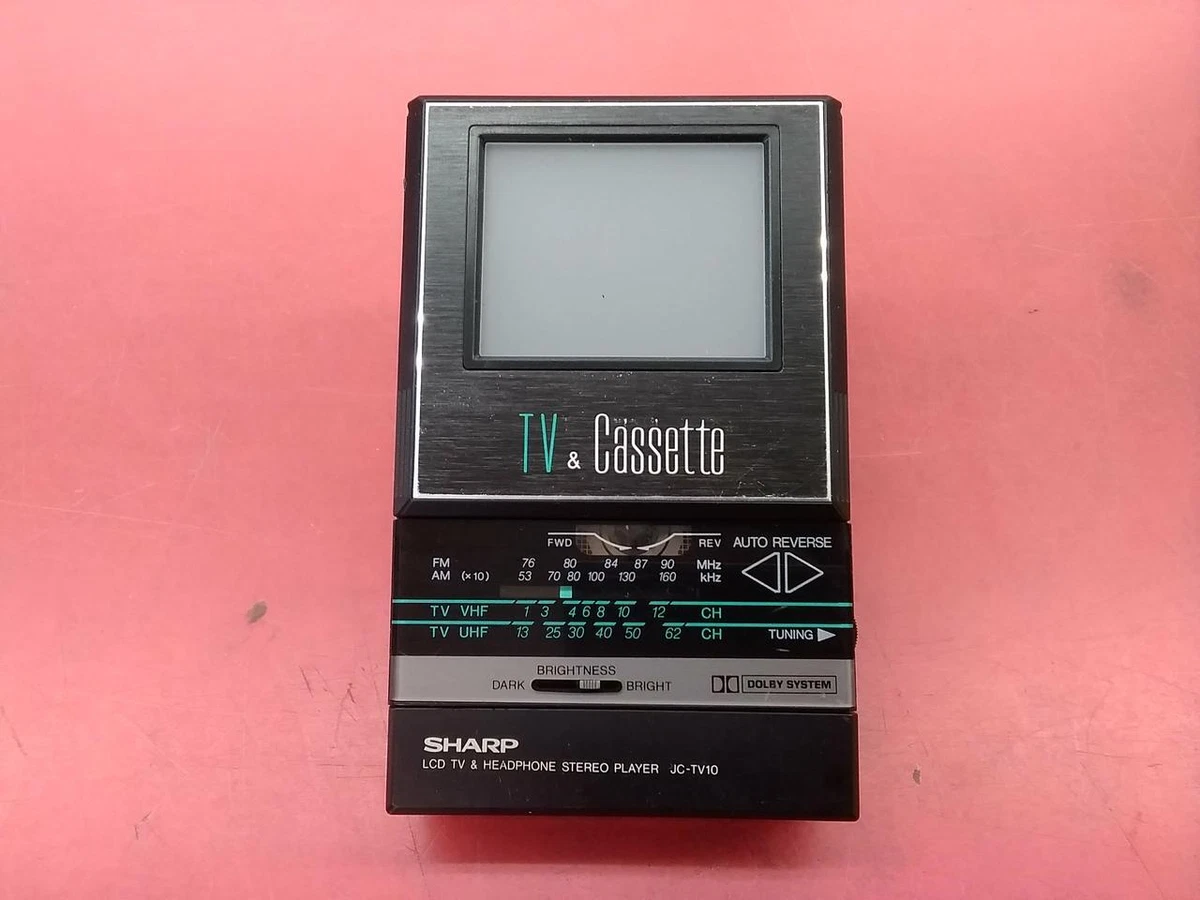 TV & Cassette
FWD REV AUTO REVERSE
FM 76 80 84 87 90 MHz
AM (×10) 53 70 80 100 130 160 kHz
TV VHF 1 3 4 6 8 10 12 CH
TV UHF 13 25 30 40 50 62 CH TUNING
BRIGHTNESS
DARK BRIGHT DOLBY SYSTEM
SHARP
LCD TV & HEADPHONE STEREO PLAYER JC-TV10